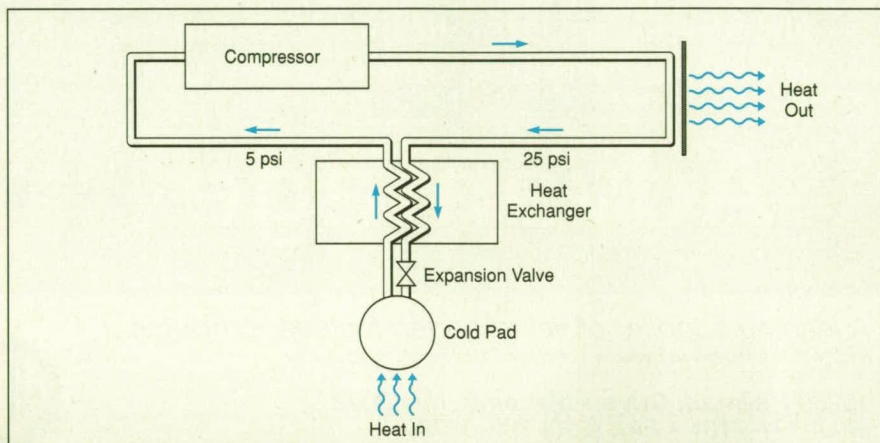 Compressor
Heat
Out
5 psi
25 psi
Heat
Exchanger
Expansion Valve
Cold Pad
Heat In